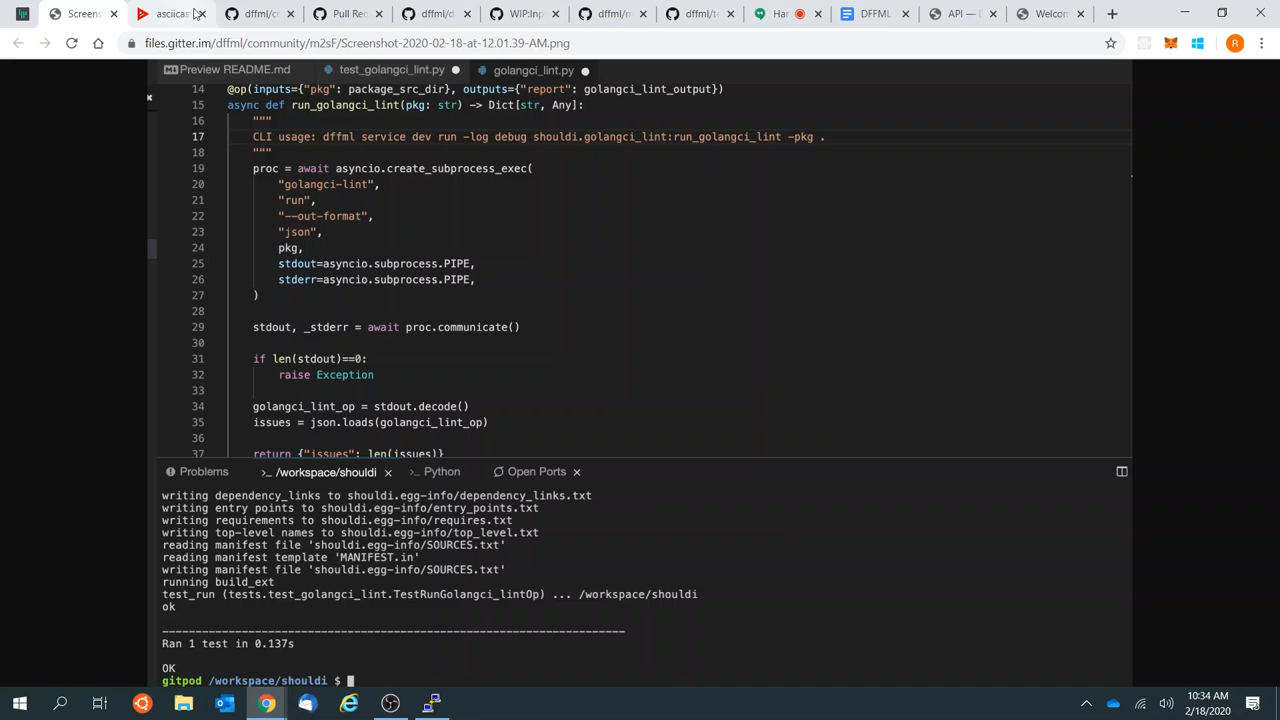 Screens
asciicas
dffml/c
Pull Re
dffml/
WIP:Inp
dffml/
dffml/
Han
DFFML
API —
Welcom
files.gitter.im/dffml/community/m2sF/Screenshot-2020-02-18-at-12.01.39-AM.png
R
Preview README.md test_golangci_lint.py golangci_lint.py
14 @op(inputs={"pkg": package_src_dir}, outputs={"report": golangci_lint_output})
15 async def run_golangci_lint(pkg: str) -> Dict[str, Any]:
16 """
17 CLI usage: dffml service dev run -log debug shouldi.golangci_lint:run_golangci_lint -pkg .
18 """
19 proc = await asyncio.create_subprocess_exec(
20 "golangci-lint",
21 "run",
22 "--out-format",
23 "json",
24 pkg,
25 stdout=asyncio.subprocess.PIPE,
26 stderr=asyncio.subprocess.PIPE,
27 )
28
29 stdout, _stderr = await proc.communicate()
30
31 if len(stdout)==0:
32 raise Exception
33
34 golangci_lint_op = stdout.decode()
35 issues = json.loads(golangci_lint_op)
36
37 return {"issues": len(issues)}
Problems >_ /workspace/shouldi >_ Python Open Ports
writing dependency_links to shouldi.egg-info/dependency_links.txt
writing entry points to shouldi.egg-info/entry_points.txt
writing requirements to shouldi.egg-info/requires.txt
writing top-level names to shouldi.egg-info/top_level.txt
reading manifest file 'shouldi.egg-info/SOURCES.txt'
reading manifest template 'MANIFEST.in'
writing manifest file 'shouldi.egg-info/SOURCES.txt'
running build_ext
test_run (tests.test_golangci_lint.TestRunGolangci_lintOp) ... /workspace/shouldi
ok
----------------------------------------------------------------------
Ran 1 test in 0.137s
OK
gitpod /workspace/shouldi $
10:34 AM
2/18/2020